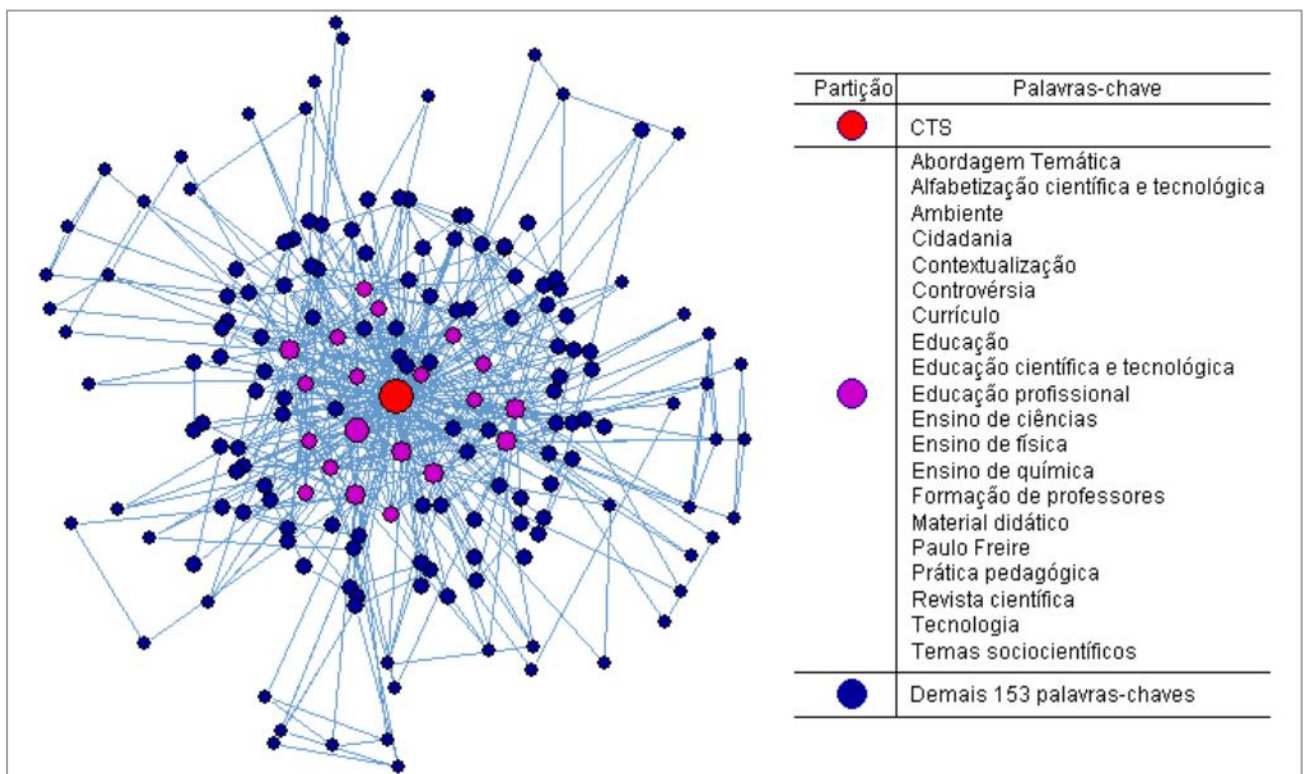 Partição Palavras-chave
CTS
Abordagem Temática
Alfabetização científica e tecnológica
Ambiente
Cidadania
Contextualização
Controvérsia
Currículo
Educação
Educação científica e tecnológica
Educação profissional
Ensino de ciências
Ensino de física
Ensino de química
Formação de professores
Material didático
Paulo Freire
Prática pedagógica
Revista científica
Tecnologia
Temas sociocientíficos
Demais 153 palavras-chaves